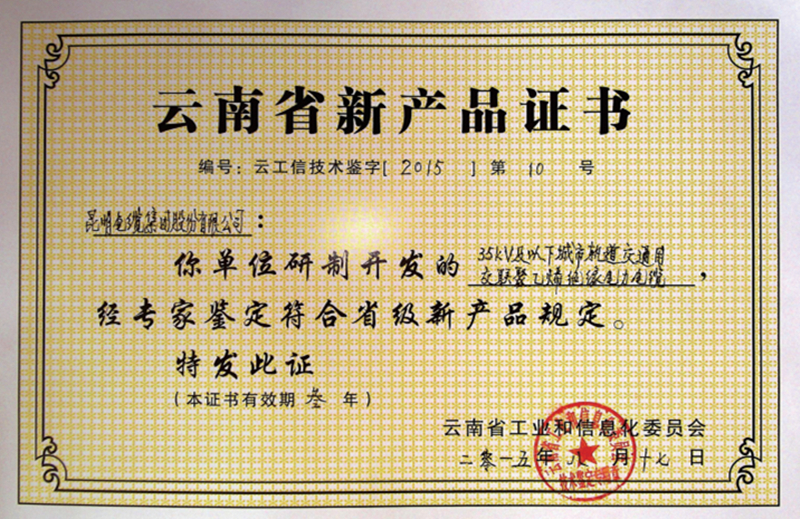 云南省新产品证书
编号：云工信技术鉴字[ 2015 ] 第 10 号
昆明电缆集团股份有限公司：
你单位研制开发的 35kV及以下城市轨道交通用
交联聚乙烯绝缘电力电缆，
经专家鉴定符合省级新产品规定。
特发此证
（本证书有效期 叁 年）
云南省工业和信息化委员会
二零一五年 八 月十七日